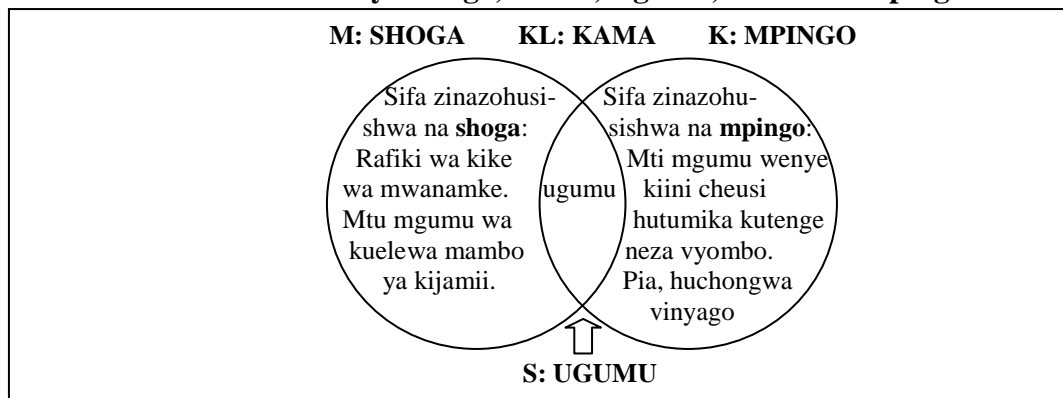 M: SHOGA KL: KAMA K: MPINGO
Sifa zinazohusi-
shwa na shoga:
Rafiki wa kike
wa mwanamke.
Mtu mgumu wa
kuelewa mambo
ya kijamii.
ugumu
Sifa zinazohu-
sishwa na mpingo:
Mti mgumu wenye
kiini cheusi
hutumika kutenge
neza vyombo.
Pia, huchongwa
vinyago
S: UGUMU